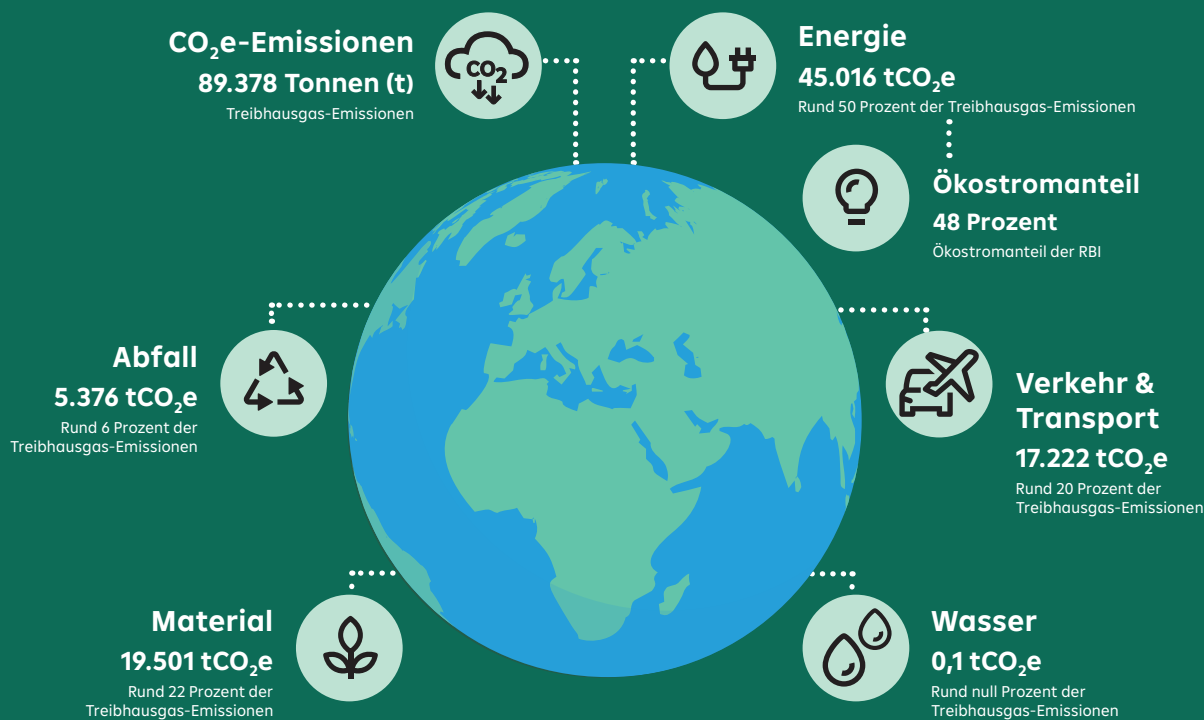 CO₂e-Emissionen
89.378 Tonnen (t)
Treibhausgas-Emissionen
CO₂
Energie
45.016 tCO₂e
Rund 50 Prozent der Treibhausgas-Emissionen
Ökostromanteil
48 Prozent
Ökostromanteil der RBI
Abfall
5.376 tCO₂e
Rund 6 Prozent der
Treibhausgas-Emissionen
Verkehr &
Transport
17.222 tCO₂e
Rund 20 Prozent der
Treibhausgas-Emissionen
Material
19.501 tCO₂e
Rund 22 Prozent der
Treibhausgas-Emissionen
Wasser
0,1 tCO₂e
Rund null Prozent der
Treibhausgas-Emissionen